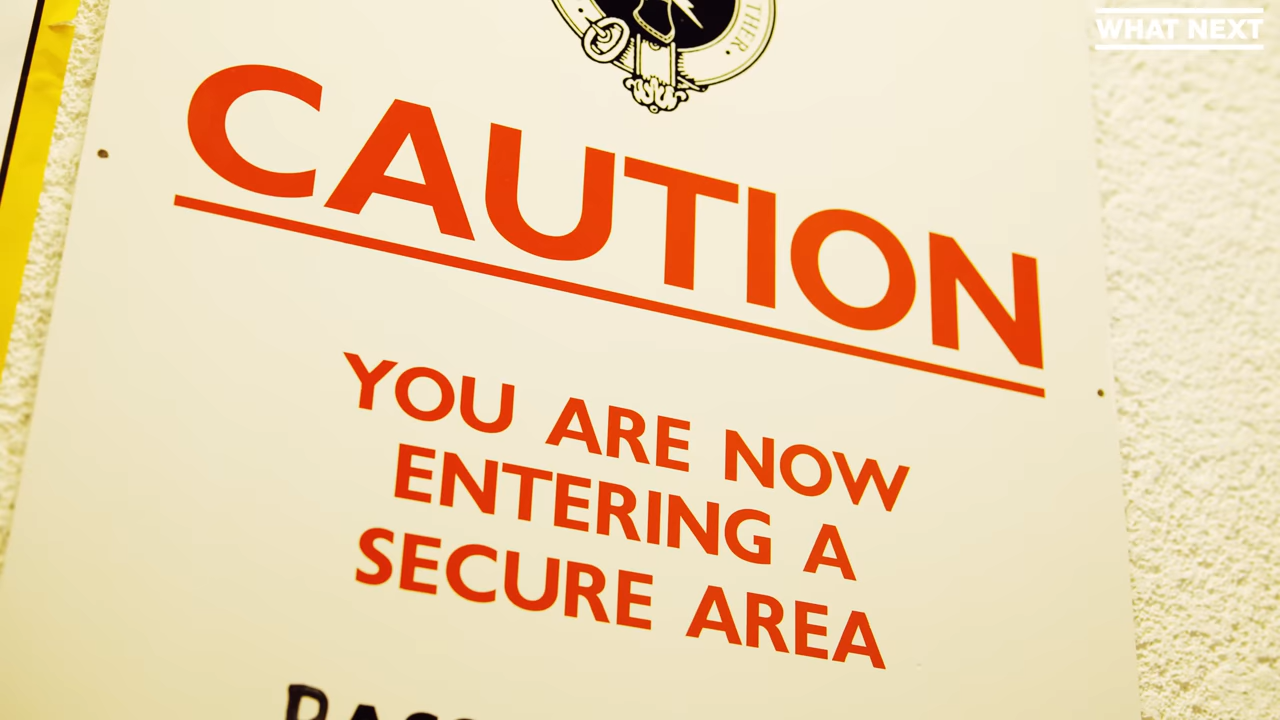 WHAT NEXT
CAUTION
YOU ARE NOW
ENTERING A
SECURE AREA